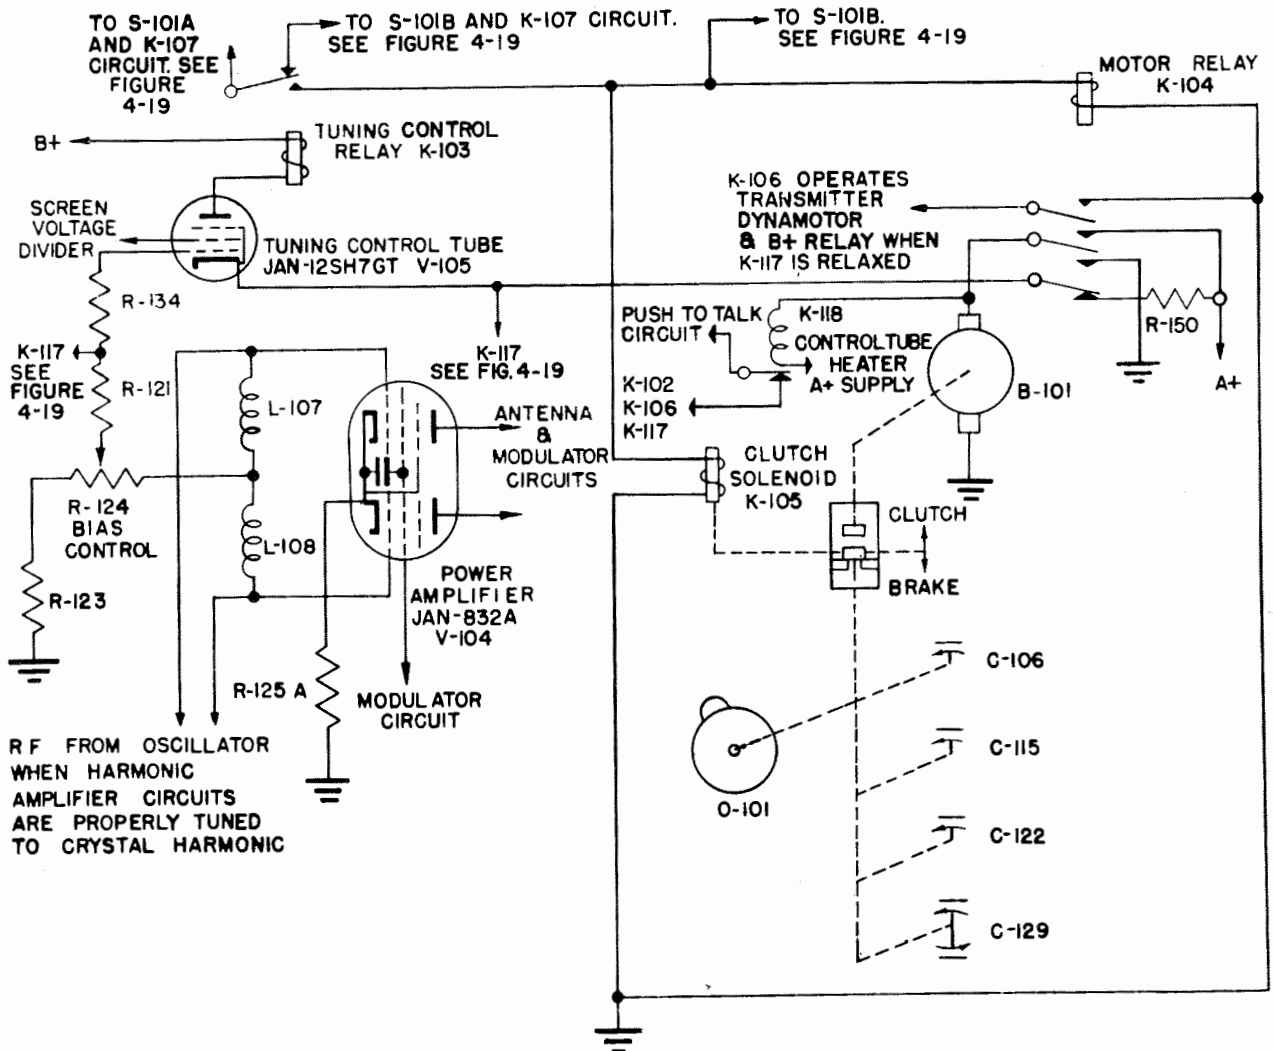 TO S-101A
AND K-107
CIRCUIT. SEE
FIGURE
4-19
TO S-101B AND K-107 CIRCUIT.
SEE FIGURE 4-19
TO S-101B.
SEE FIGURE 4-19
MOTOR RELAY
K-104
B+
TUNING CONTROL
RELAY K-103
SCREEN
VOLTAGE
DIVIDER
TUNING CONTROL TUBE
JAN-12SH7GT V-105
K-106 OPERATES
TRANSMITTER
DYNAMOTOR
& B+ RELAY WHEN
K-117 IS RELAXED
R-134
K-117
SEE
FIGURE
4-19
R-121
K-117
SEE FIG. 4-19
PUSH TO TALK
CIRCUIT
K-118
CONTROL TUBE
HEATER
A+ SUPPLY
R-150
A+
B-101
K-102
K-106
K-117
L-107
ANTENNA
&
MODULATOR
CIRCUITS
CLUTCH
SOLENOID
K-105
R-124
BIAS
CONTROL
L-108
CLUTCH
BRAKE
R-123
POWER
AMPLIFIER
JAN-832A
V-104
R-125 A
MODULATOR
CIRCUIT
C-106
RF FROM OSCILLATOR
WHEN HARMONIC
AMPLIFIER CIRCUITS
ARE PROPERLY TUNED
TO CRYSTAL HARMONIC
O-101
C-115
C-122
C-129